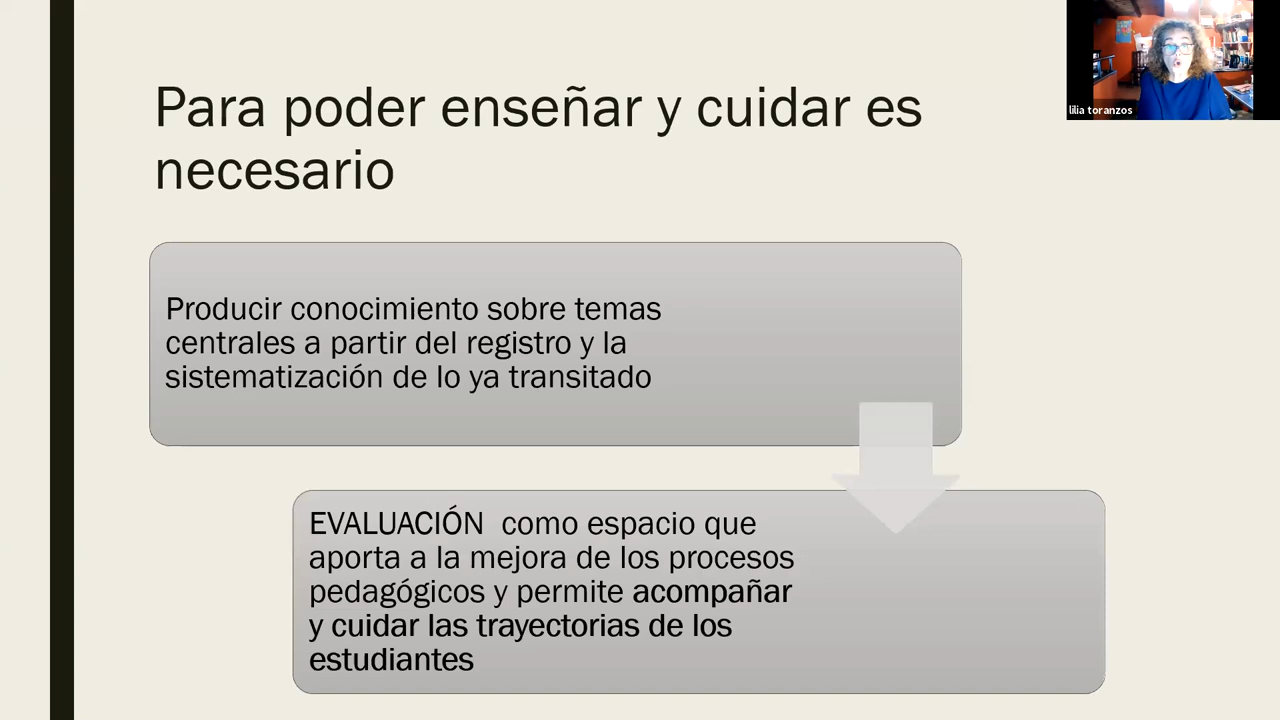 Para poder enseñar y cuidar es
necesario
lilia toranzos
Producir conocimiento sobre temas
centrales a partir del registro y la
sistematización de lo ya transitado
EVALUACIÓN  como espacio que
aporta a la mejora de los procesos
pedagógicos y permite acompañar
y cuidar las trayectorias de los
estudiantes